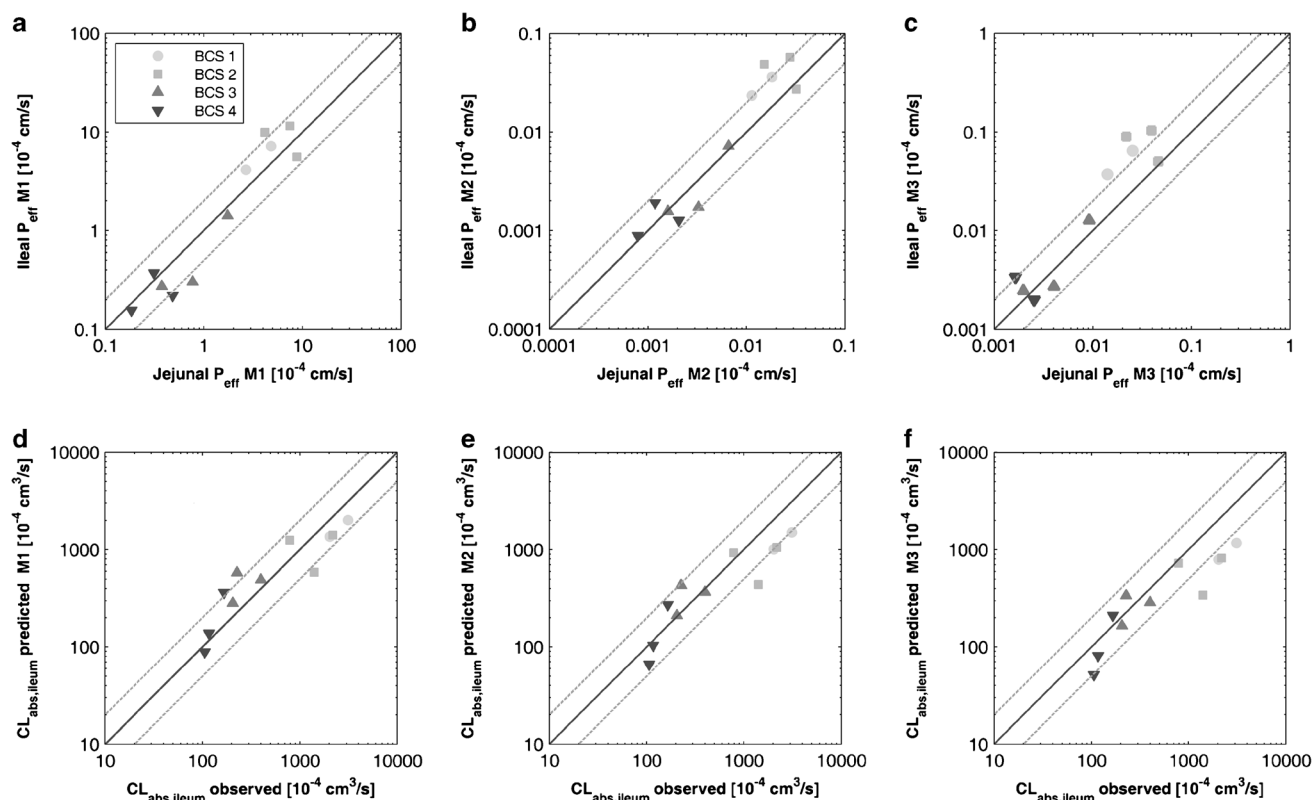 a
b
c
100
10
1
0.1
0.1
1
10
100
Ileal Peff M1 [10-4 cm/s]
Jejunal Peff M1 [10-4 cm/s]
BCS 1
BCS 2
BCS 3
BCS 4
0.1
0.01
0.001
0.0001
0.0001
0.001
0.01
0.1
Ileal Peff M2 [10-4 cm/s]
Jejunal Peff M2 [10-4 cm/s]
1
0.1
0.01
0.001
0.001
0.01
0.1
1
Ileal Peff M3 [10-4 cm/s]
Jejunal Peff M3 [10-4 cm/s]
d
e
f
10000
1000
100
10
10
100
1000
10000
CLabs,ileum predicted M1 [10-4 cm3/s]
CLabs,ileum observed [10-4 cm3/s]
10000
1000
100
10
10
100
1000
10000
CLabs,ileum predicted M2 [10-4 cm3/s]
CLabs,ileum observed [10-4 cm3/s]
10000
1000
100
10
10
100
1000
10000
CLabs,ileum predicted M3 [10-4 cm3/s]
CLabs,ileum observed [10-4 cm3/s]